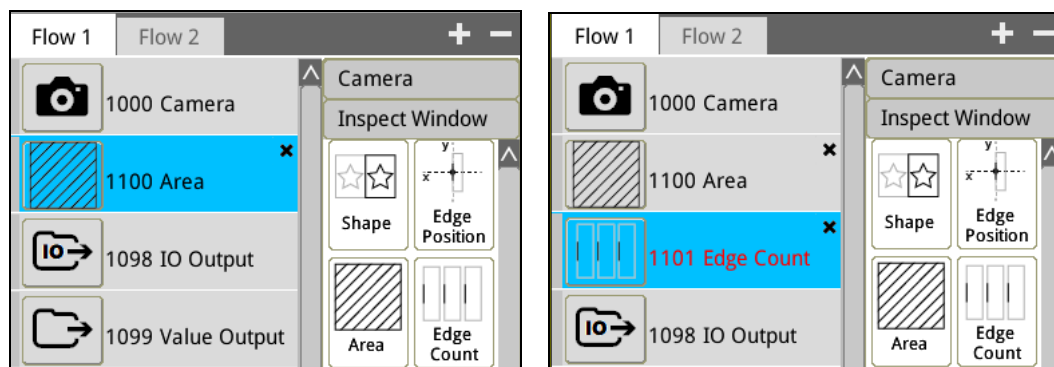 Flow 1
Flow 2
+ −
1000 Camera
1100 Area
1098 IO Output
1099 Value Output
Camera
Inspect Window
Shape
y
x
Edge
Position
Area
Edge
Count
IO
Flow 1
Flow 2
+ −
1000 Camera
1100 Area
1101 Edge Count
1098 IO Output
Camera
Inspect Window
Shape
y
x
Edge
Position
Area
Edge
Count
IO